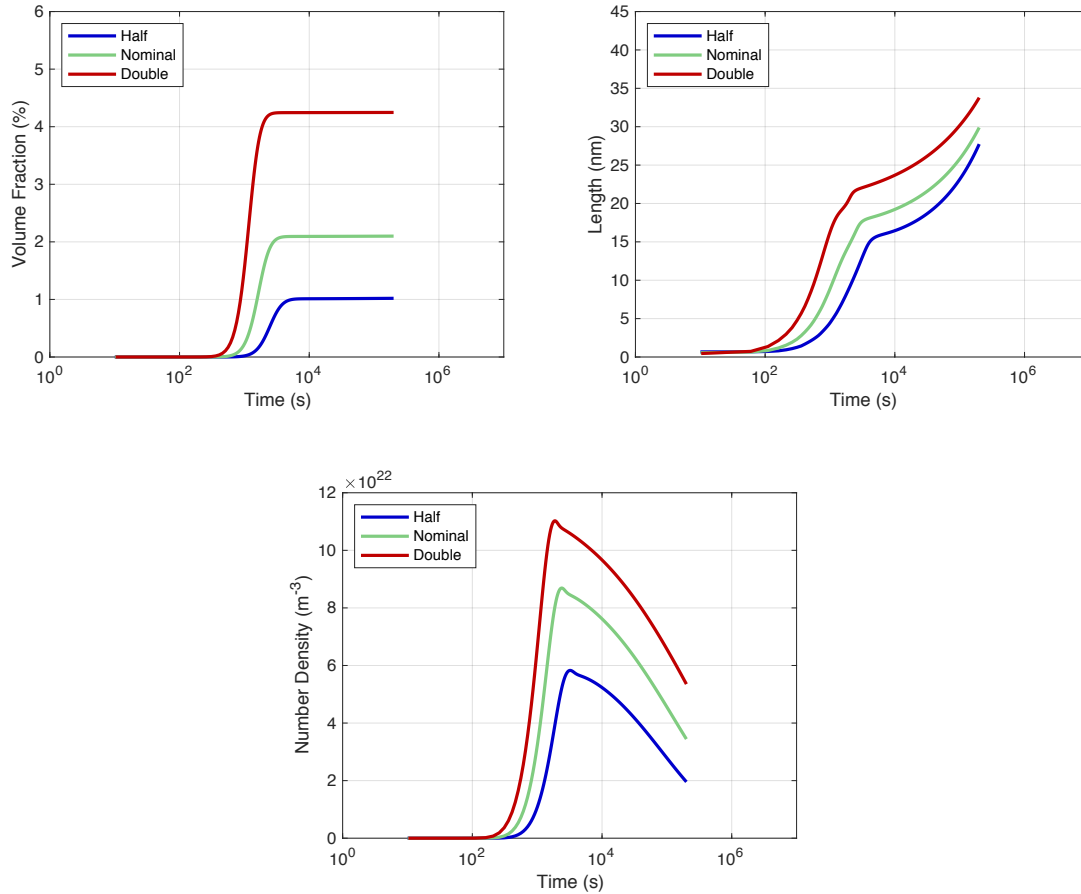 6
5
4
3
2
1
0
Volume Fraction (%)
Half
Nominal
Double
10^0
10^2
10^4
10^6
Time (s)
45
40
35
30
25
20
15
10
5
0
Length (nm)
Half
Nominal
Double
10^0
10^2
10^4
10^6
Time (s)
×10^22
12
10
8
6
4
2
0
Number Density (m^-3)
Half
Nominal
Double
10^0
10^2
10^4
10^6
Time (s)